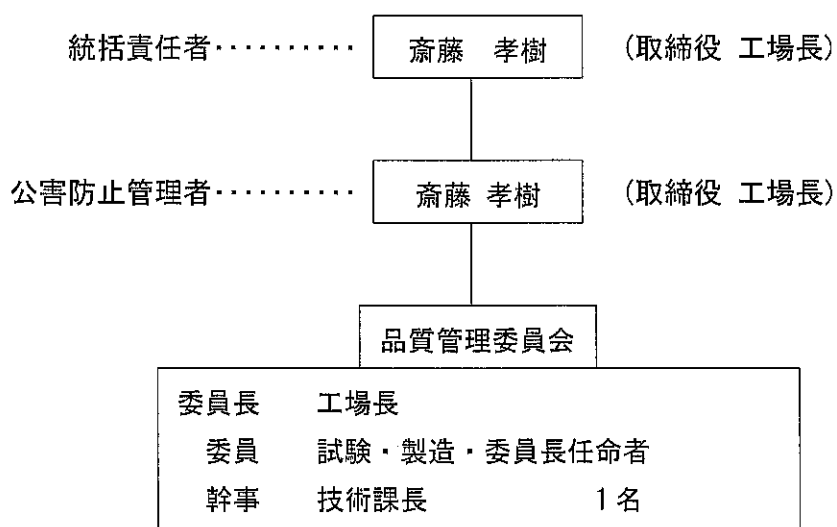 統括責任者・・・・・・・・・・ 斎藤　孝樹 (取締役 工場長)
公害防止管理者・・・・・・・・・・ 斎藤 孝樹 (取締役 工場長)
品質管理委員会
委員長　工場長
委員　試験・製造・委員長任命者
幹事　技術課長　1名